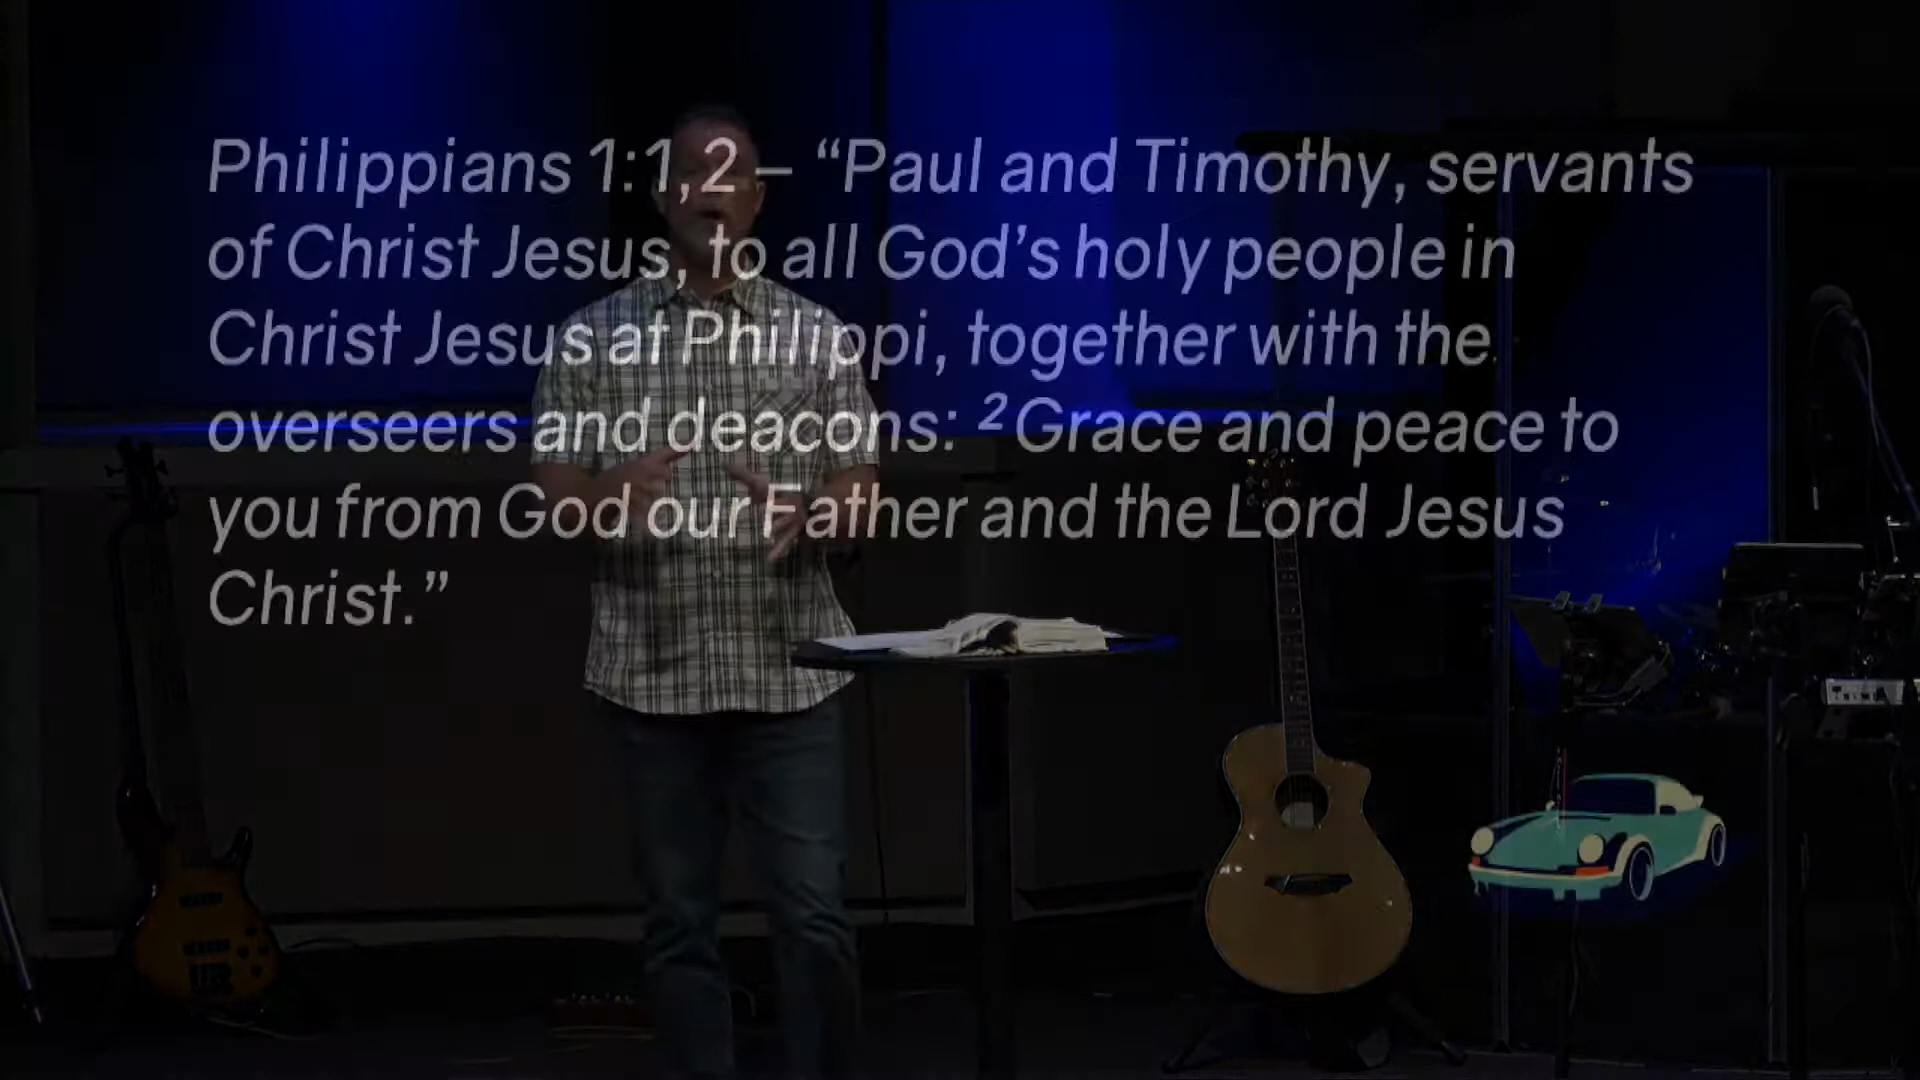 Philippians 1:1,2 – “Paul and Timothy, servants
of Christ Jesus, to all God’s holy people in
Christ Jesus at Philippi, together with the
overseers and deacons: ²Grace and peace to
you from God our Father and the Lord Jesus
Christ.”